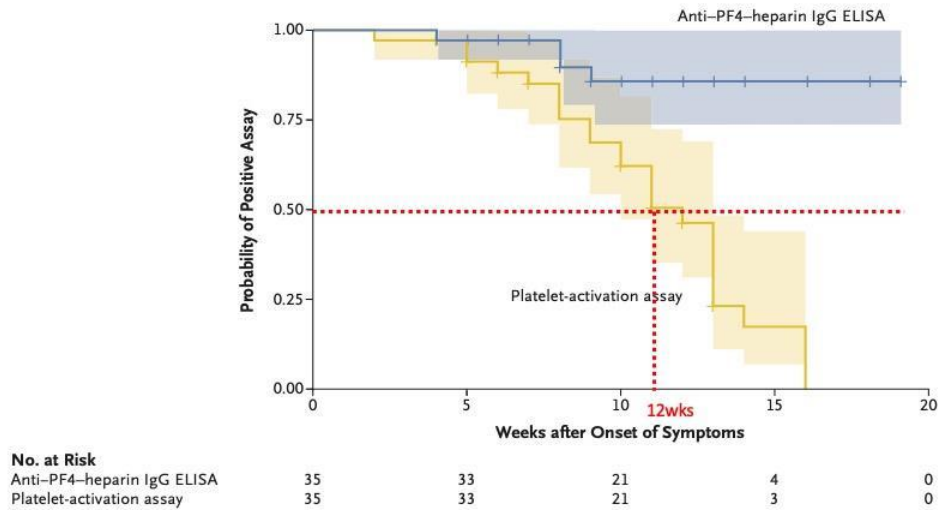 Anti–PF4–heparin IgG ELISA
1.00
0.75
0.50
0.25
0.00
Probability of Positive Assay
Platelet-activation assay
0 5 10 15 20
12wks
Weeks after Onset of Symptoms
No. at Risk
Anti–PF4–heparin IgG ELISA 35 33 21 4 0
Platelet-activation assay 35 33 21 3 0